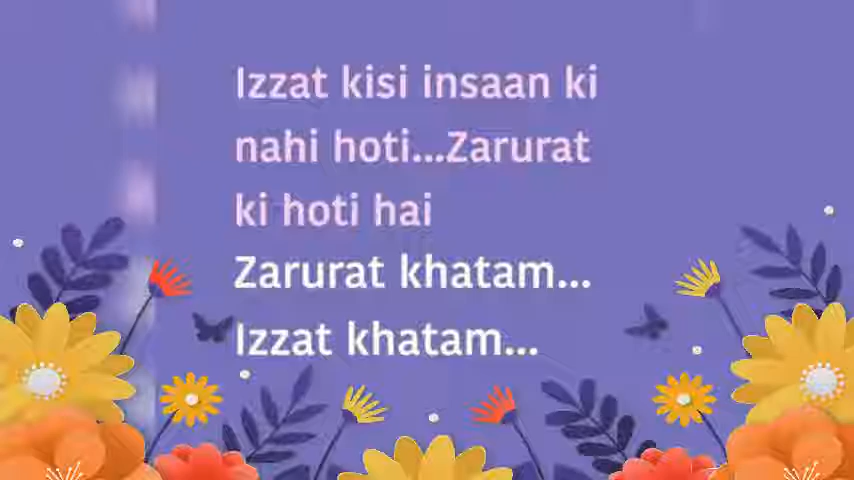 Izzat kisi insaan ki
nahi hoti...Zarurat
ki hoti hai
Zarurat khatam...
Izzat khatam...